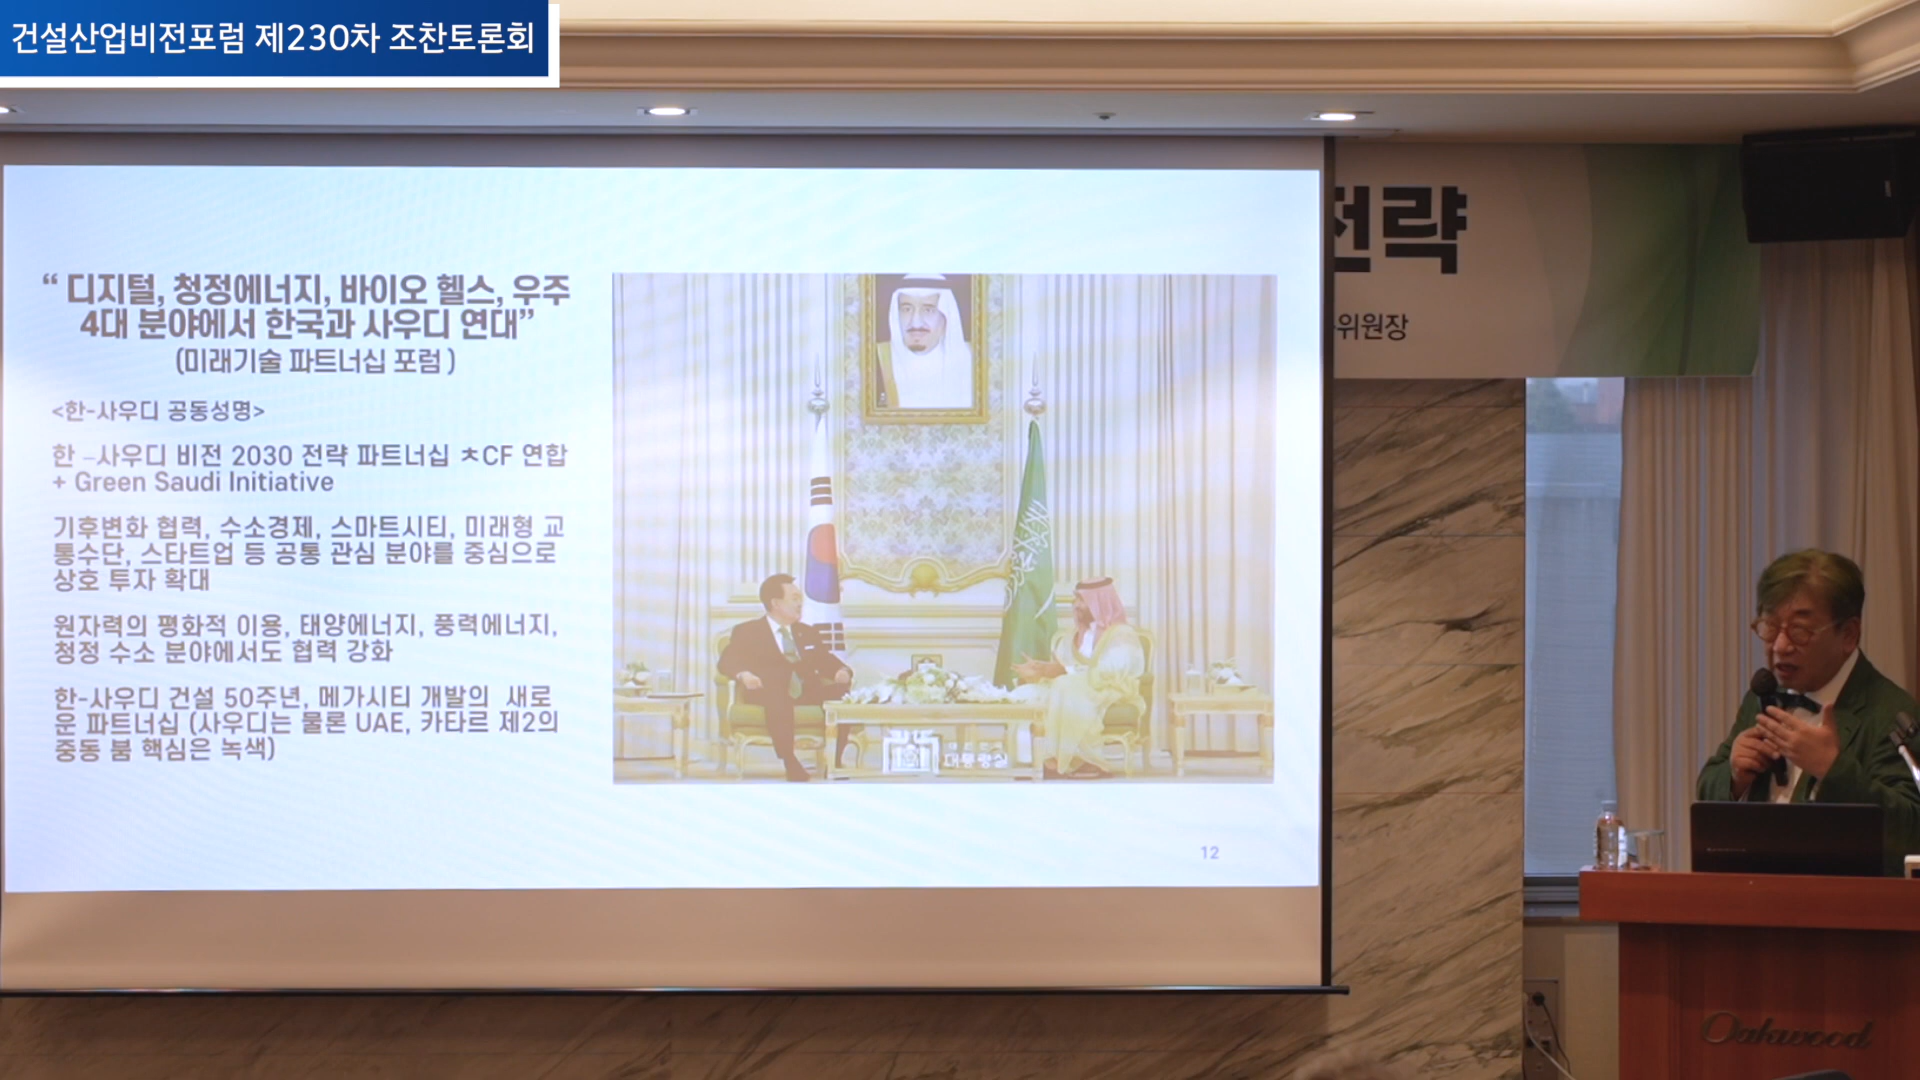 건설산업비전포럼 제230차 조찬토론회
“ 디지털, 청정에너지, 바이오 헬스, 우주
4대 분야에서 한국과 사우디 연대”
(미래기술 파트너십 포럼 )
<한-사우디 공동성명>
한 –사우디 비전 2030 전략 파트너십 ㅊCF 연합
+ Green Saudi Initiative
기후변화 협력, 수소경제, 스마트시티, 미래형 교
통수단, 스타트업 등 공통 관심 분야를 중심으로
상호 투자 확대
원자력의 평화적 이용, 태양에너지, 풍력에너지,
청정 수소 분야에서도 협력 강화
한-사우디 건설 50주년, 메가시티 개발의 새로
운 파트너십 (사우디는 물론 UAE, 카타르 제2의
중동 붐 핵심은 녹색)
대통령실
12
전략
위원장
Oakwood